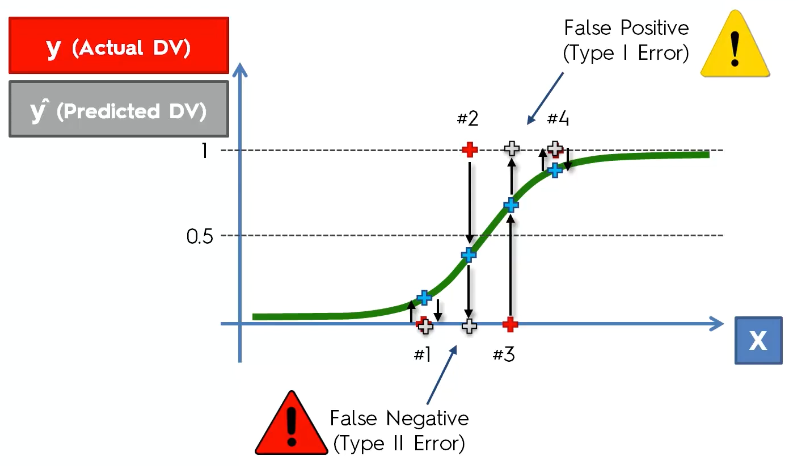 y (Actual DV)
ŷ (Predicted DV)
False Positive
(Type I Error)
!
#2
#4
1
0.5
#1
#3
X
!
False Negative
(Type II Error)